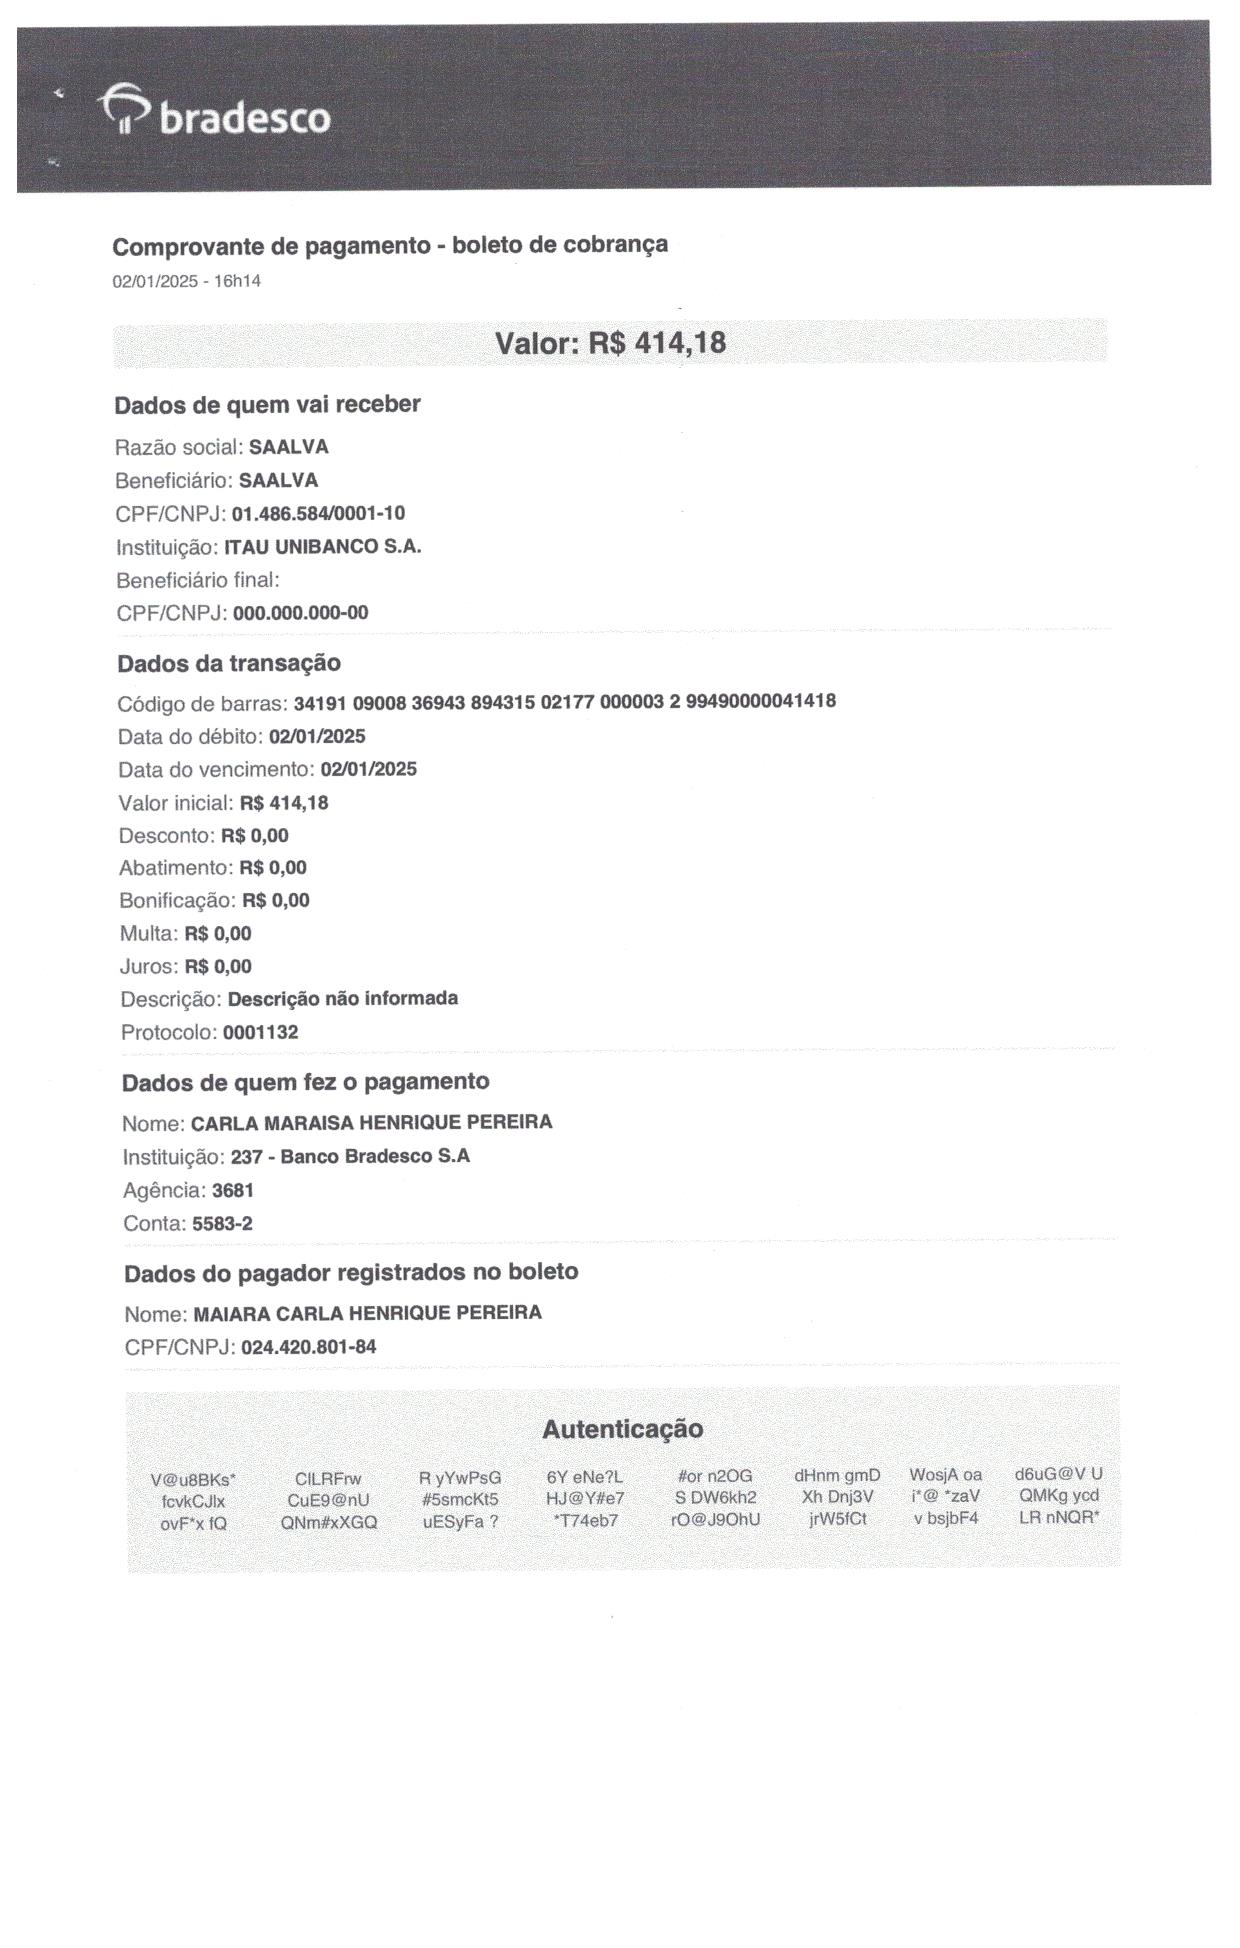 bradesco
Comprovante de pagamento - boleto de cobrança
02/01/2025 - 16h14
Valor: R$ 414,18
Dados de quem vai receber
Razão social: SAALVA
Beneficiário: SAALVA
CPF/CNPJ: 01.486.584/0001-10
Instituição: ITAU UNIBANCO S.A.
Beneficiário final:
CPF/CNPJ: 000.000.000-00
Dados da transação
Código de barras: 34191 09008 36943 894315 02177 000003 2 99490000041418
Data do débito: 02/01/2025
Data do vencimento: 02/01/2025
Valor inicial: R$ 414,18
Desconto: R$ 0,00
Abatimento: R$ 0,00
Bonificação: R$ 0,00
Multa: R$ 0,00
Juros: R$ 0,00
Descrição: Descrição não informada
Protocolo: 0001132
Dados de quem fez o pagamento
Nome: CARLA MARAISA HENRIQUE PEREIRA
Instituição: 237 - Banco Bradesco S.A
Agência: 3681
Conta: 5583-2
Dados do pagador registrados no boleto
Nome: MAIARA CARLA HENRIQUE PEREIRA
CPF/CNPJ: 024.420.801-84
Autenticação
V@u8BKs* ClLRFrw R yYwPsG 6Y eNe?L #or n2OG dHnm gmD WosjA oa d6uG@V U
fcvkCJlx CuE9@nU #5smcKt5 HJ@Y#e7 S DW6kh2 Xh Dnj3V i*@ *zaV QMKg ycd
ovF*x fQ QNm#xXGQ uESyFa ? *T74eb7 rO@J9OhU jrW5fCt v bsjbF4 LR nNQR*